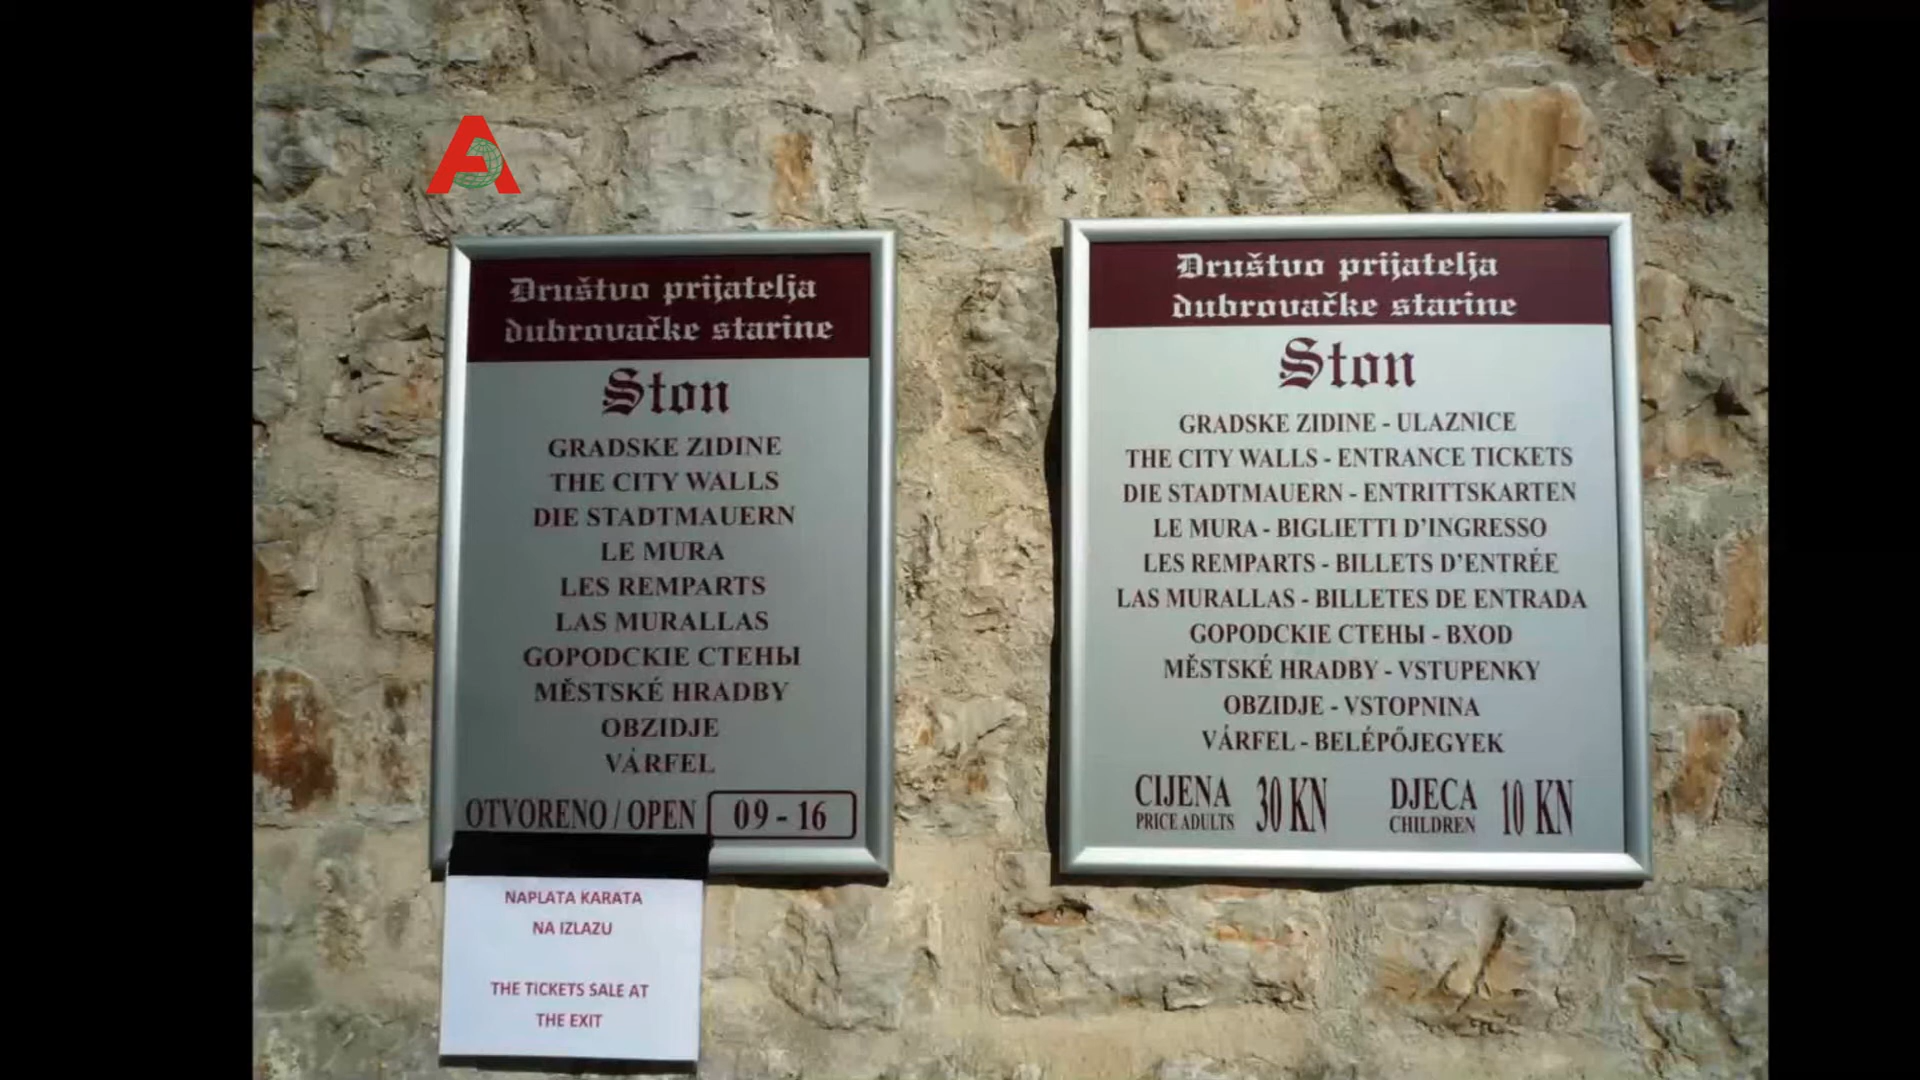 Društvo prijatelja
dubrovačke starine
Ston
GRADSKE ZIDINE
THE CITY WALLS
DIE STADTMAUERN
LE MURA
LES REMPARTS
LAS MURALLAS
GОРОDСКІЕ СТЕНЫ
MĚSTSKÉ HRADBY
OBZIDJE
VÁRFEL
OTVORENO / OPEN 09 - 16
NAPLATA KARATA
NA IZLAZU
THE TICKETS SALE AT
THE EXIT
Društvo prijatelja
dubrovačke starine
Ston
GRADSKE ZIDINE - ULAZNICE
THE CITY WALLS - ENTRANCE TICKETS
DIE STADTMAUERN - ENTRITTSKARTEN
LE MURA - BIGLIETTI D'INGRESSO
LES REMPARTS - BILLETS D'ENTRÉE
LAS MURALLAS - BILLETES DE ENTRADA
GОРОDСКІЕ СТЕНЫ - ВХОD
MĚSTSKÉ HRADBY - VSTUPENKY
OBZIDJE - VSTOPNINA
VÁRFEL - BELÉPŐJEGYEK
CIJENA 30 KN DJECA 10 KN
PRICE ADULTS CHILDREN